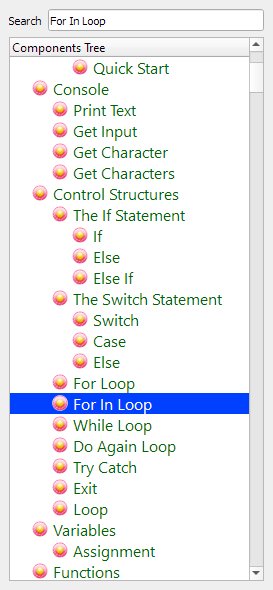 Search For In Loop
Components Tree
Quick Start
Console
Print Text
Get Input
Get Character
Get Characters
Control Structures
The If Statement
If
Else
Else If
The Switch Statement
Switch
Case
Else
For Loop
For In Loop
While Loop
Do Again Loop
Try Catch
Exit
Loop
Variables
Assignment
Functions